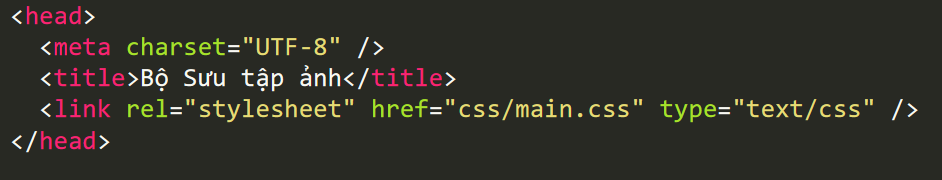 <head>
<meta charset="UTF-8" />
<title>Bộ Sưu tập ảnh</title>
<link rel="stylesheet" href="css/main.css" type="text/css" />
</head>